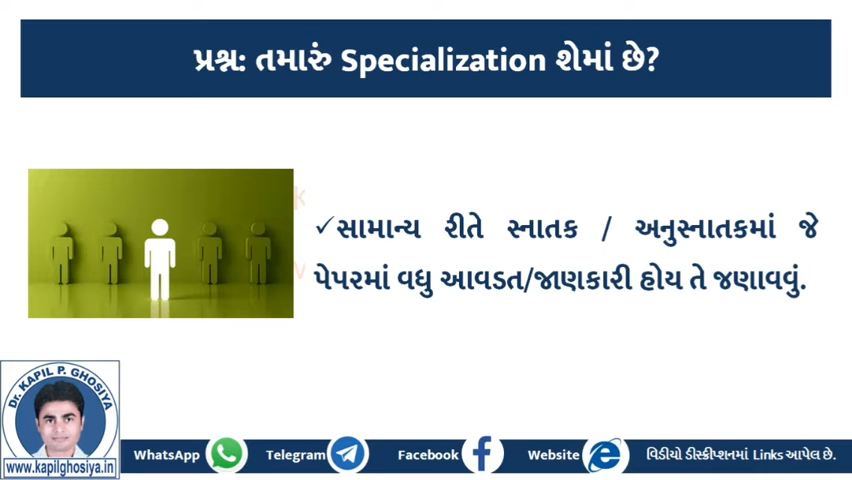 પ્રશ્ન: તમારું Specialization શેમાં છે?
✓સામાન્ય રીતે સ્નાતક / અનુસ્નાતકમાં જે
પેપરમાં વધુ આવડત/જાણકારી હોય તે જણાવવું.
Dr. KAPIL P. GHOSIYA
www.kapilghosiya.in
WhatsApp Telegram Facebook Website વિડીયો ડીસ્ક્રીપ્શનમાં Links આપેલ છે.